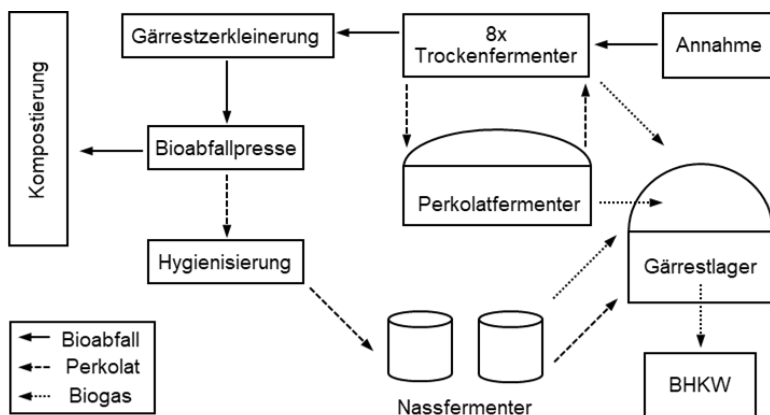 Gärrestzerkleinerung
8x
Trockenfermenter
Annahme
Kompostierung
Bioabfallpresse
Perkolatfermenter
Hygienisierung
Gärrestlager
Bioabfall
Perkolat
Biogas
Nassfermenter
BHKW